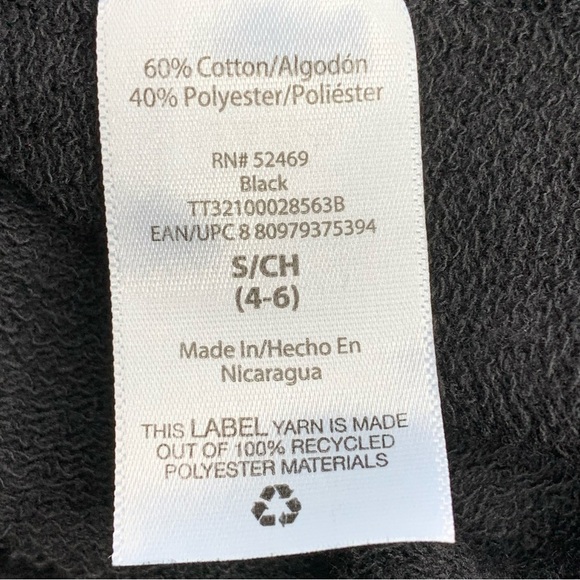 60% Cotton/Algodón
40% Polyester/Poliéster
RN# 52469
Black
TT32100028563B
EAN/UPC 8 80979375394
S/CH
(4-6)
Made In/Hecho En
Nicaragua
THIS LABEL YARN IS MADE
OUT OF 100% RECYCLED
POLYESTER MATERIALS